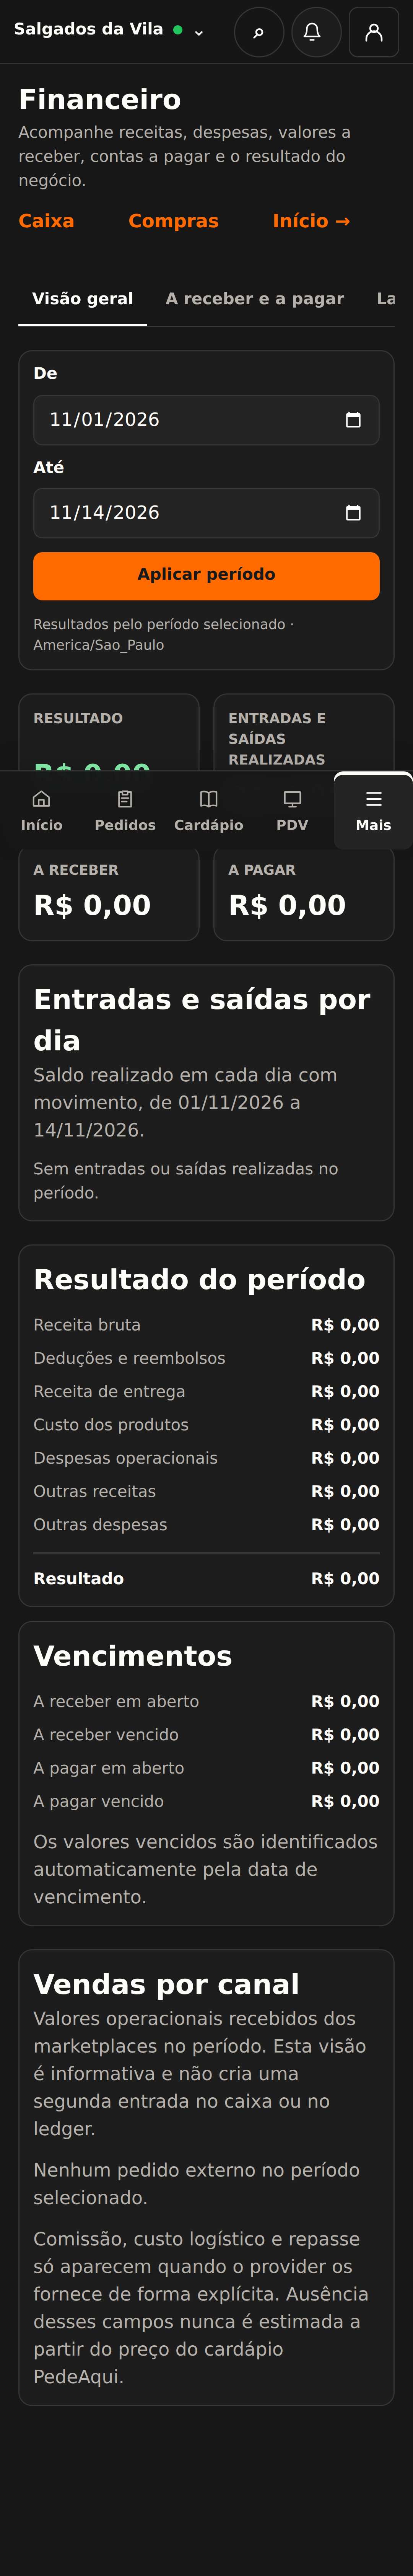 Salgados da Vila
Financeiro
Acompanhe receitas, despesas, valores a
receber, contas a pagar e o resultado do
negócio.
Caixa Compras Início →
Visão geral A receber e a pagar La
De
11/01/2026
Até
11/14/2026
Aplicar período
Resultados pelo período selecionado ·
America/Sao_Paulo
RESULTADO
ENTRADAS E
SAÍDAS
REALIZADAS
R$ 0,00
Início Pedidos Cardápio PDV Mais
A RECEBER A PAGAR
R$ 0,00 R$ 0,00
Entradas e saídas por
dia
Saldo realizado em cada dia com
movimento, de 01/11/2026 a
14/11/2026.
Sem entradas ou saídas realizadas no
período.
Resultado do período
Receita bruta R$ 0,00
Deduções e reembolsos R$ 0,00
Receita de entrega R$ 0,00
Custo dos produtos R$ 0,00
Despesas operacionais R$ 0,00
Outras receitas R$ 0,00
Outras despesas R$ 0,00
Resultado R$ 0,00
Vencimentos
A receber em aberto R$ 0,00
A receber vencido R$ 0,00
A pagar em aberto R$ 0,00
A pagar vencido R$ 0,00
Os valores vencidos são identificados
automaticamente pela data de
vencimento.
Vendas por canal
Valores operacionais recebidos dos
marketplaces no período. Esta visão
é informativa e não cria uma
segunda entrada no caixa ou no
ledger.
Nenhum pedido externo no período
selecionado.
Comissão, custo logístico e repasse
só aparecem quando o provider os
fornece de forma explícita. Ausência
desses campos nunca é estimada a
partir do preço do cardápio
PedeAqui.